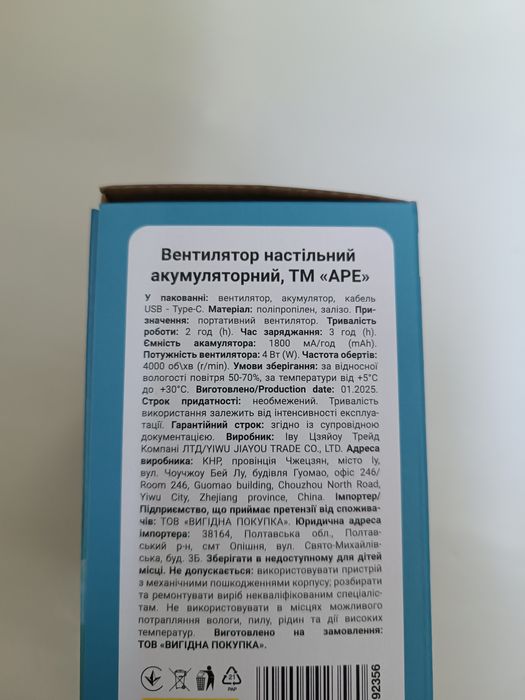 Вентилятор настільний
акумуляторний, ТМ «APE»
У пакованні: вентилятор, акумулятор, кабель
USB - Type-C. Матеріал: поліпропілен, залізо. При-
значення: портативний вентилятор. Тривалість
роботи: 2 год (h). Час заряджання: 3 год (h).
Ємність акамулятора: 1800 мА/год (mAh).
Потужність вентилятора: 4 Вт (W). Частота обертів:
4000 об\хв (r/min). Умови зберігання: за відносної
вологості повітря 50-70%, за температури від +5°C
до +30°C. Виготовлено/Production date: 01.2025.
Строк придатності: необмежений. Тривалість
використання залежить від інтенсивності експлуа-
тації. Гарантійний строк: згідно із супровідною
документацією. Виробник: Іву Цзяйоу Трейд
Компані ЛТД/YIWU JIAYOU TRADE CO., LTD. Адреса
виробника: КНР, провінція Чжецзян, місто Іу,
вул. Чоучжоу Бей Лу, будівля Гуомао, офіс 246/
Room 246, Guomao building, Chouzhou North Road,
Yiwu City, Zhejiang province, China. Імпортер/
Підприємство, що приймає претензії від спожива-
чів: ТОВ «ВИГІДНА ПОКУПКА». Юридична адреса
імпортера: 38164, Полтавська обл., Полтав-
ський р-н, смт Опішня, вул. Свято-Михайлів-
ська, буд. 3Б. Зберігати в недоступному для дітей
місці. Не допускається: використовувати пристрій
з механічними пошкодженнями корпусу; розбирати
та ремонтувати виріб некваліфікованим спеціаліс-
там. Не використовувати в місцях можливого
потрапляння вологи, пилу, рідин та дії високих
температур. Виготовлено на замовлення:
ТОВ «ВИГІДНА ПОКУПКА».
21
PAP
92356